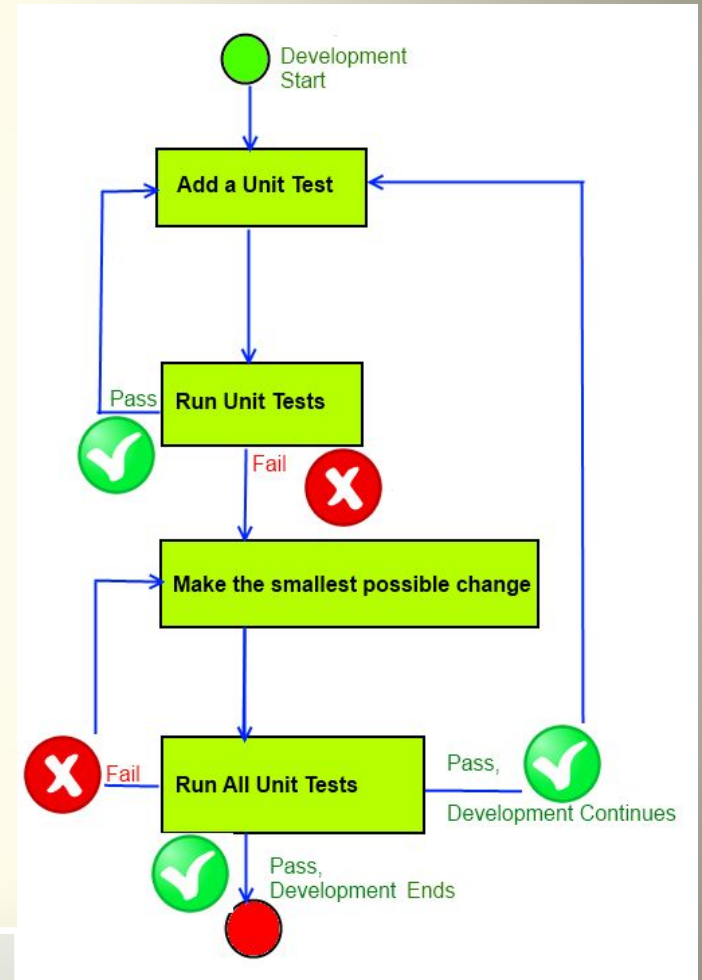 Development
Start
Add a Unit Test
Pass
Run Unit Tests
Fail
Make the smallest possible change
Fail
Run All Unit Tests
Pass,
Development Continues
Pass,
Development Ends